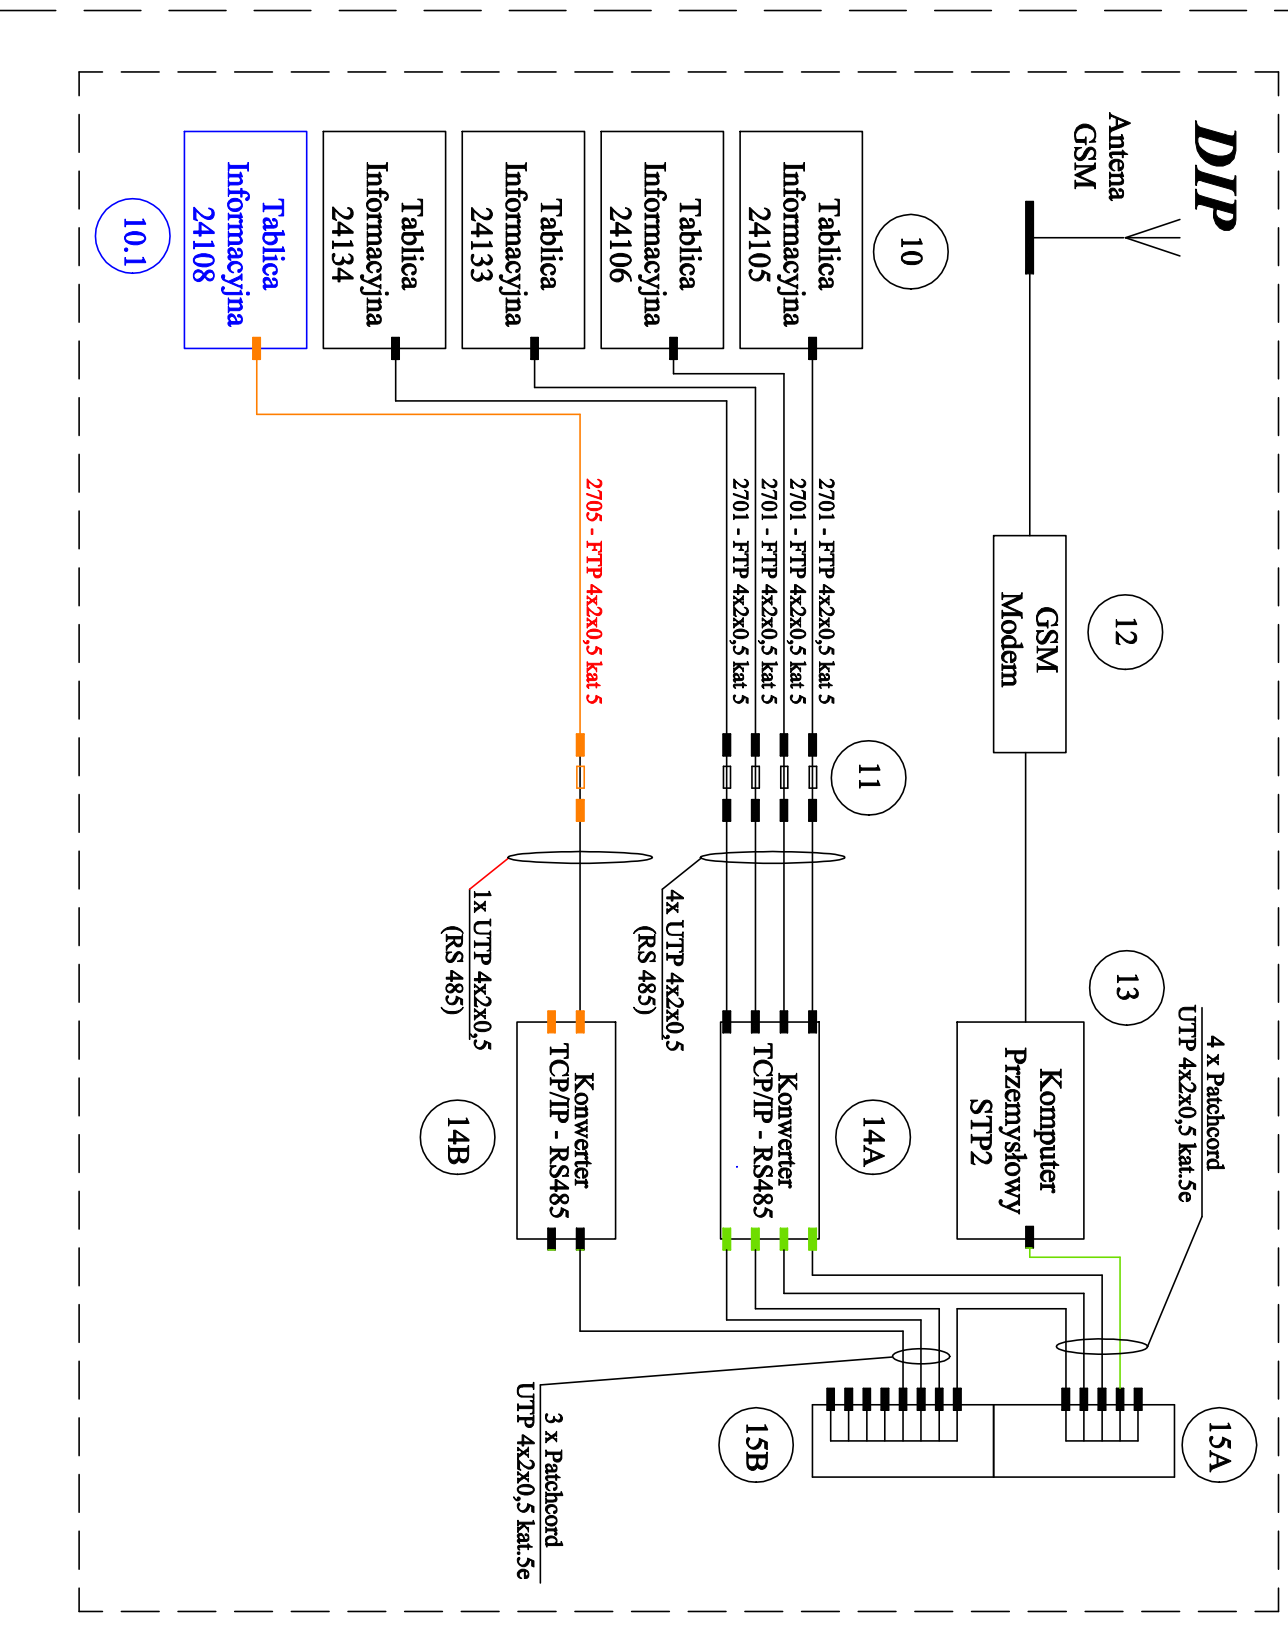 DIP
Antena
GSM
12
GSM
Modem
13
Komputer
Przemysłowy
STP2
4 x Patchcord
UTP 4x2x0,5 kat.5e
15A
10
Tablica
Informacyjna
24105
Tablica
Informacyjna
24106
Tablica
Informacyjna
24133
Tablica
Informacyjna
24134
Tablica
Informacyjna
24108
10.1
2701 - FTP 4x2x0,5 kat 5
2701 - FTP 4x2x0,5 kat 5
2701 - FTP 4x2x0,5 kat 5
2701 - FTP 4x2x0,5 kat 5
2705 - FTP 4x2x0,5 kat 5
11
4x UTP 4x2x0,5
(RS 485)
1x UTP 4x2x0,5
(RS 485)
14A
Konwerter
TCP/IP - RS485
Konwerter
TCP/IP - RS485
14B
15B
3 x Patchcord
UTP 4x2x0,5 kat.5e